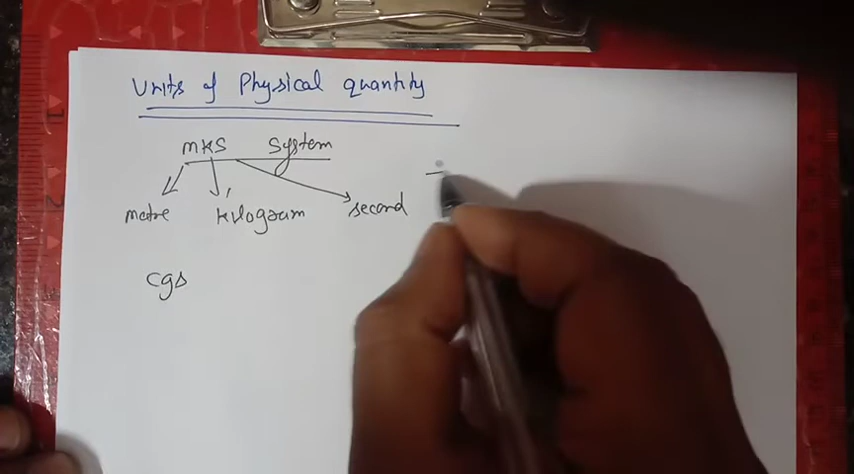 Units of Physical quantity
MKS System
metre kilogram second
cgs